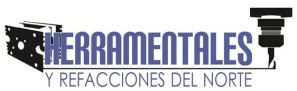 HERRAMENTALES
Y REFACCIONES DEL NORTE